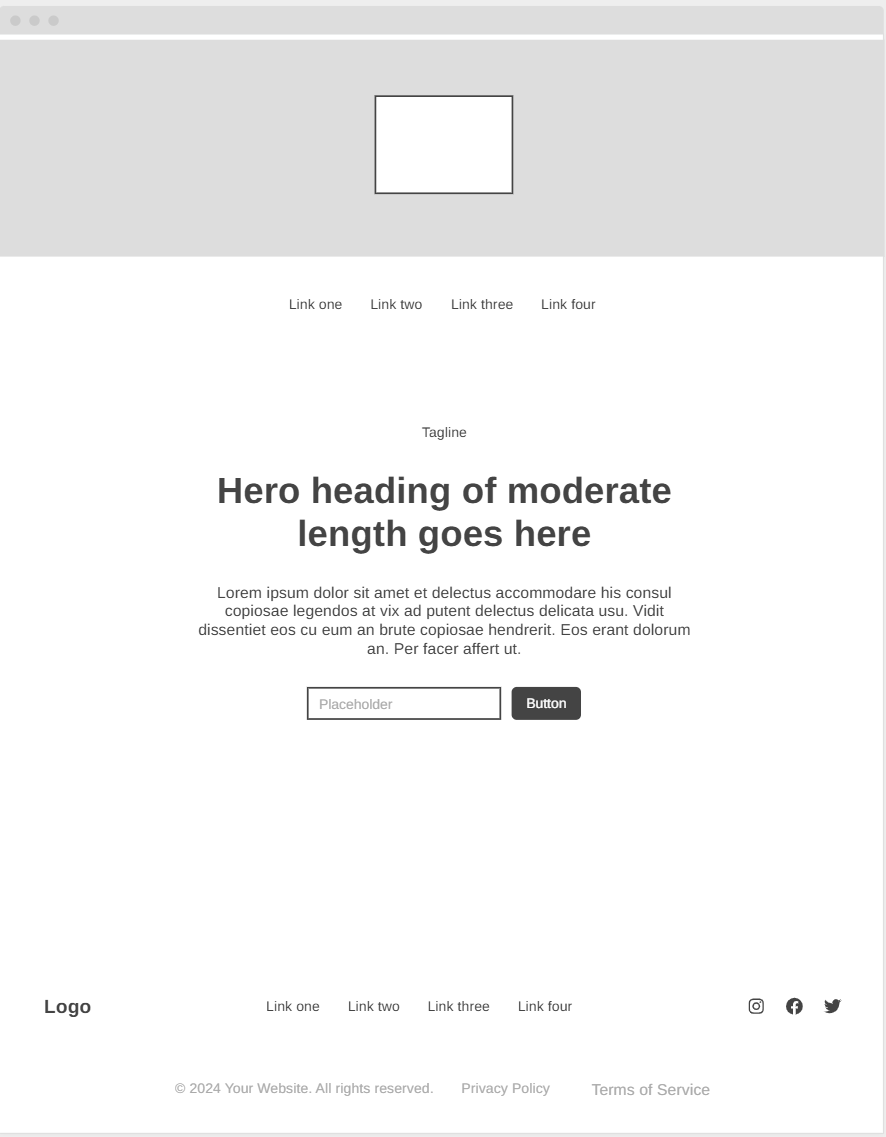 Link one Link two Link three Link four
Tagline
Hero heading of moderate
length goes here
Lorem ipsum dolor sit amet et delectus accommodare his consul
copiosae legendos at vix ad putent delectus delicata usu. Vidit
dissentiet eos cu eum an brute copiosae hendrerit. Eos erant dolorum
an. Per facer affert ut.
Placeholder Button
Logo Link one Link two Link three Link four
© 2024 Your Website. All rights reserved. Privacy Policy Terms of Service